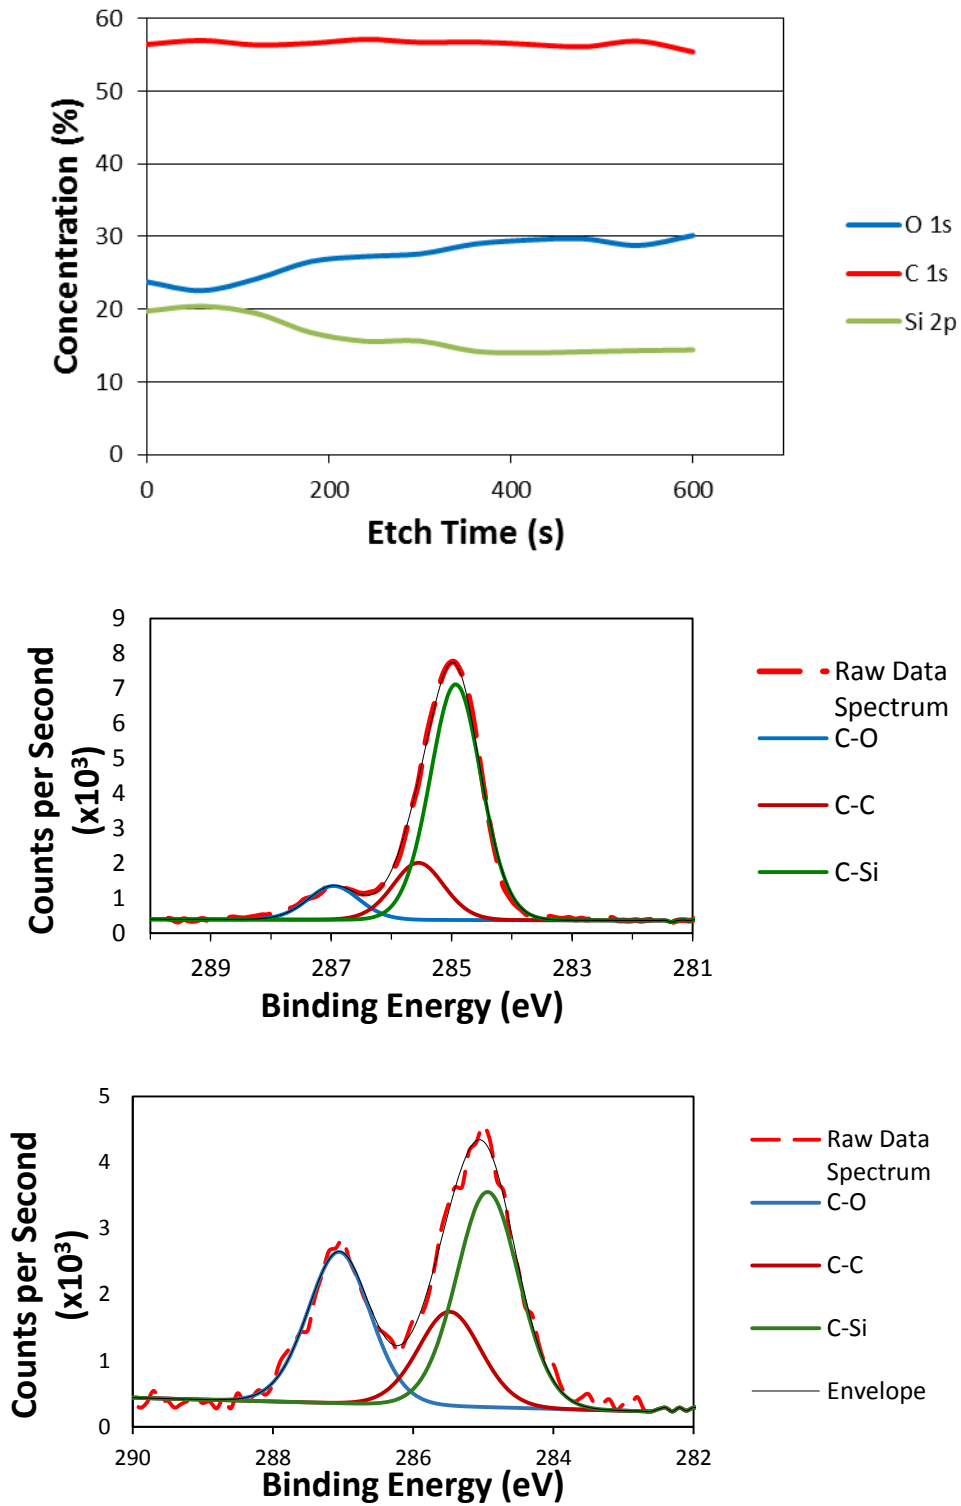 60
50
40
30
20
10
0
Concentration (%)
0 200 400 600
Etch Time (s)
O 1s
C 1s
Si 2p
9
8
7
6
5
4
3
2
1
0
Counts per Second
(x10³)
289 287 285 283 281
Binding Energy (eV)
Raw Data
Spectrum
C-O
C-C
C-Si
5
4
3
2
1
0
Counts per Second
(x10³)
290 288 286 284 282
Binding Energy (eV)
Raw Data
Spectrum
C-O
C-C
C-Si
Envelope